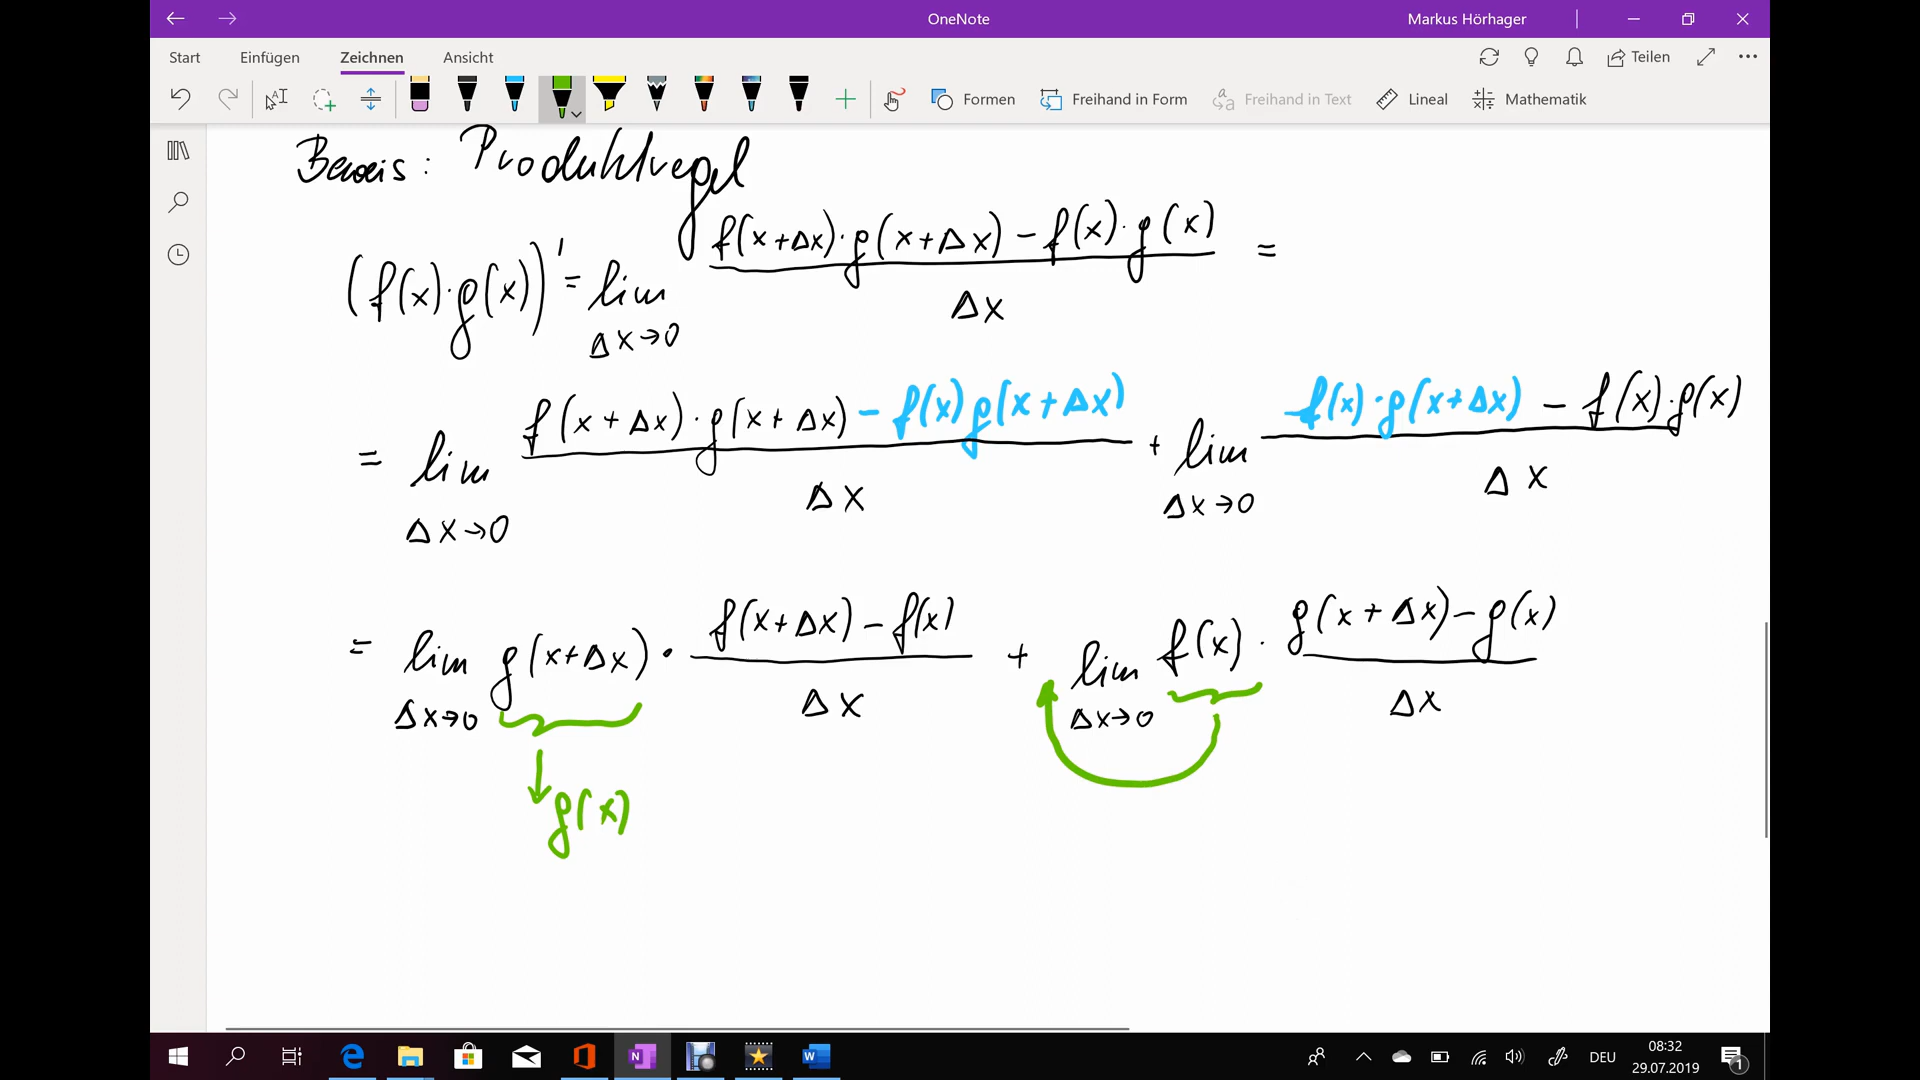 OneNote
Markus Hörhager
Start Einfügen Zeichnen Ansicht
Teilen
Formen Freihand in Form Freihand in Text Lineal Mathematik
Beweis: Produktregel
(f(x)·g(x))' = lim Δx→0 f(x+Δx)·g(x+Δx) − f(x)·g(x) / Δx =
= lim Δx→0 f(x+Δx)·g(x+Δx) − f(x)g(x+Δx) / Δx + lim Δx→0 f(x)·g(x+Δx) − f(x)·g(x) / Δx
= lim Δx→0 g(x+Δx) · f(x+Δx) − f(x) / Δx + lim Δx→0 f(x) · g(x+Δx) − g(x) / Δx
g(x)
DEU
08:32
29.07.2019
1